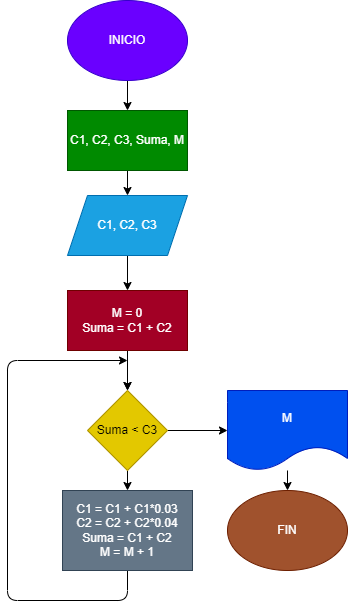 INICIO
C1, C2, C3, Suma, M
C1, C2, C3
M = 0
Suma = C1 + C2
Suma < C3
M
C1 = C1 + C1*0.03
C2 = C2 + C2*0.04
Suma = C1 + C2
M = M + 1
FIN